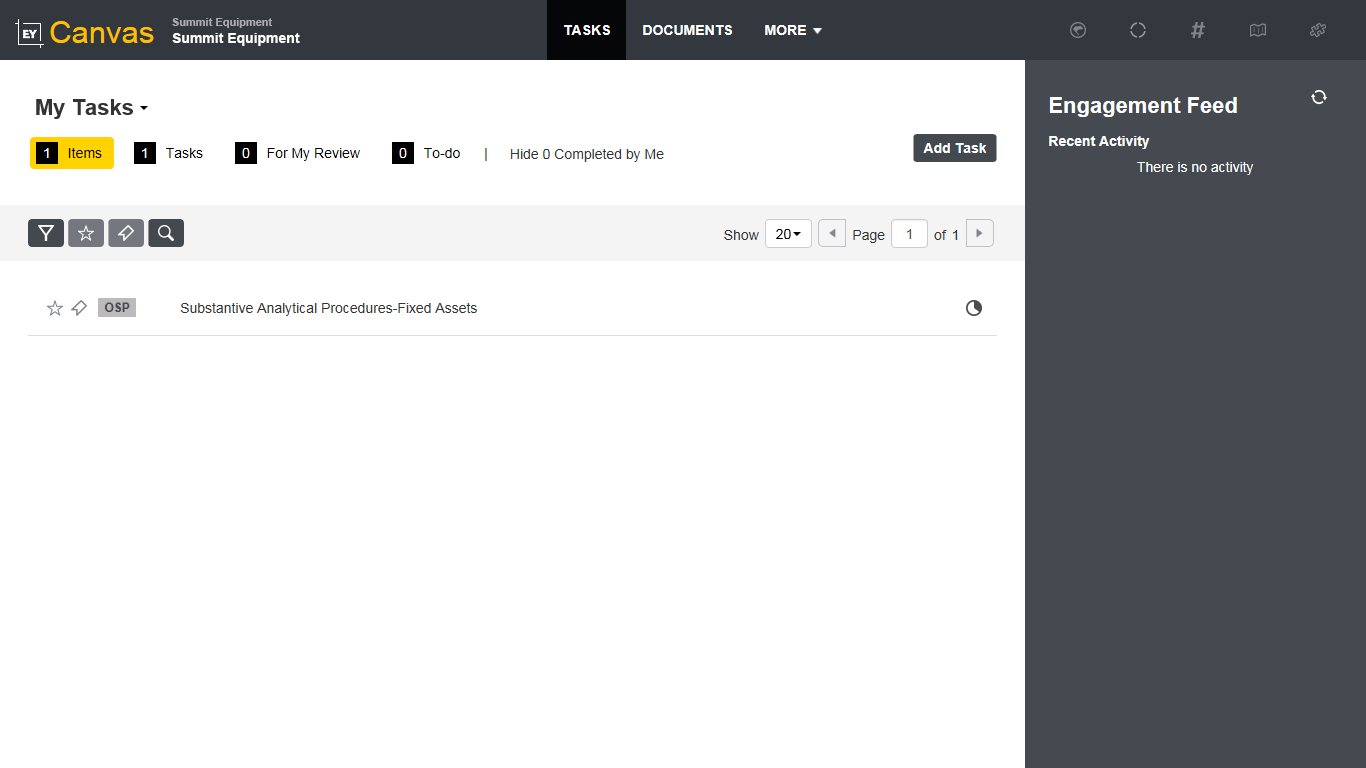 EY Canvas
Summit Equipment
Summit Equipment
TASKS DOCUMENTS MORE
My Tasks
1 Items 1 Tasks 0 For My Review 0 To-do | Hide 0 Completed by Me
Add Task
Show 20 Page 1 of 1
OSP Substantive Analytical Procedures-Fixed Assets
#
Engagement Feed
Recent Activity
There is no activity